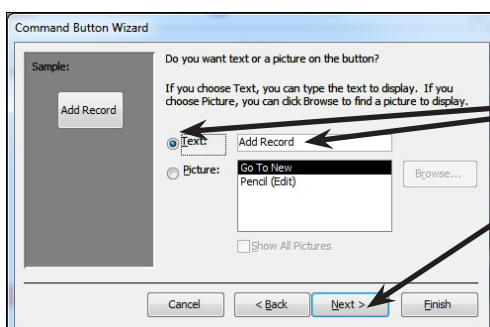 Command Button Wizard
Sample:
Add Record
Do you want text or a picture on the button?
If you choose Text, you can type the text to display. If you
choose Picture, you can click Browse to find a picture to display.
Text: Add Record
Picture: Go To New
Pencil (Edit)
Browse...
Show All Pictures
Cancel < Back Next > Finish